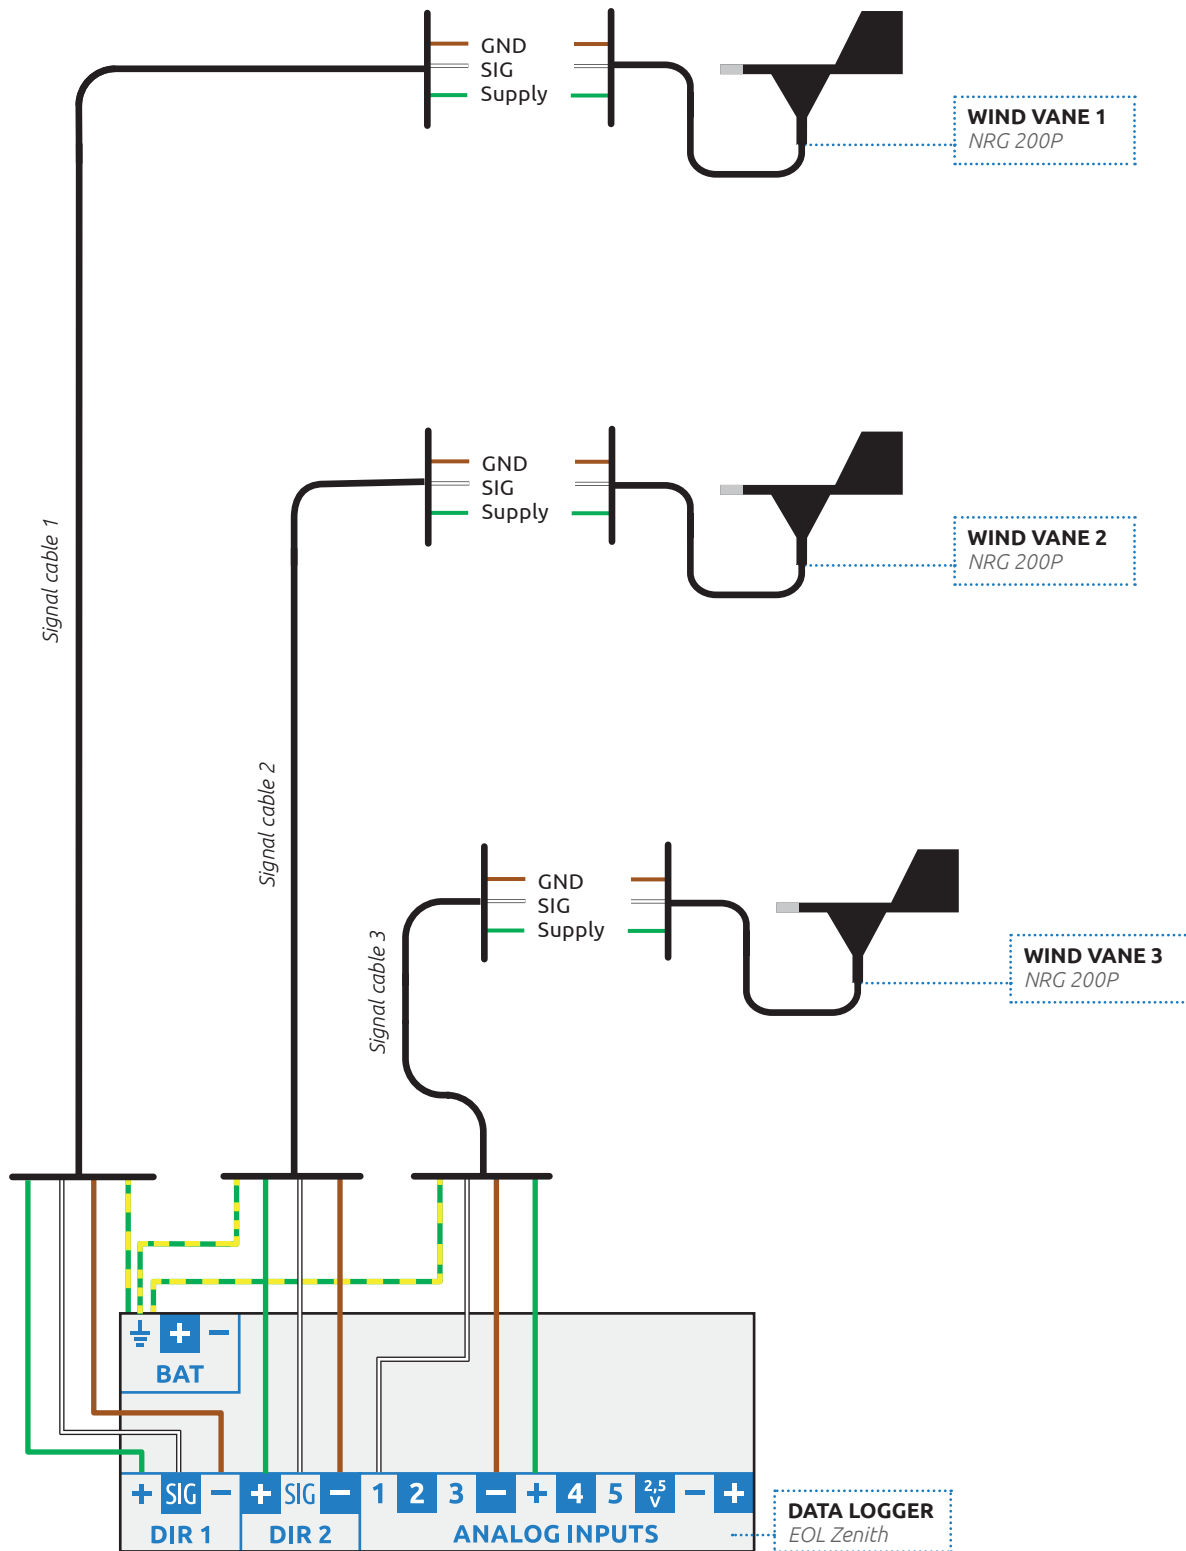 GND
SIG
Supply
WIND VANE 1
NRG 200P
Signal cable 1
GND
SIG
Supply
WIND VANE 2
NRG 200P
Signal cable 2
GND
SIG
Supply
WIND VANE 3
NRG 200P
Signal cable 3
+ −
BAT
+ SIG − + SIG − 1 2 3 − + 4 5 2,5 V − +
DIR 1 DIR 2 ANALOG INPUTS
DATA LOGGER
EOL Zenith